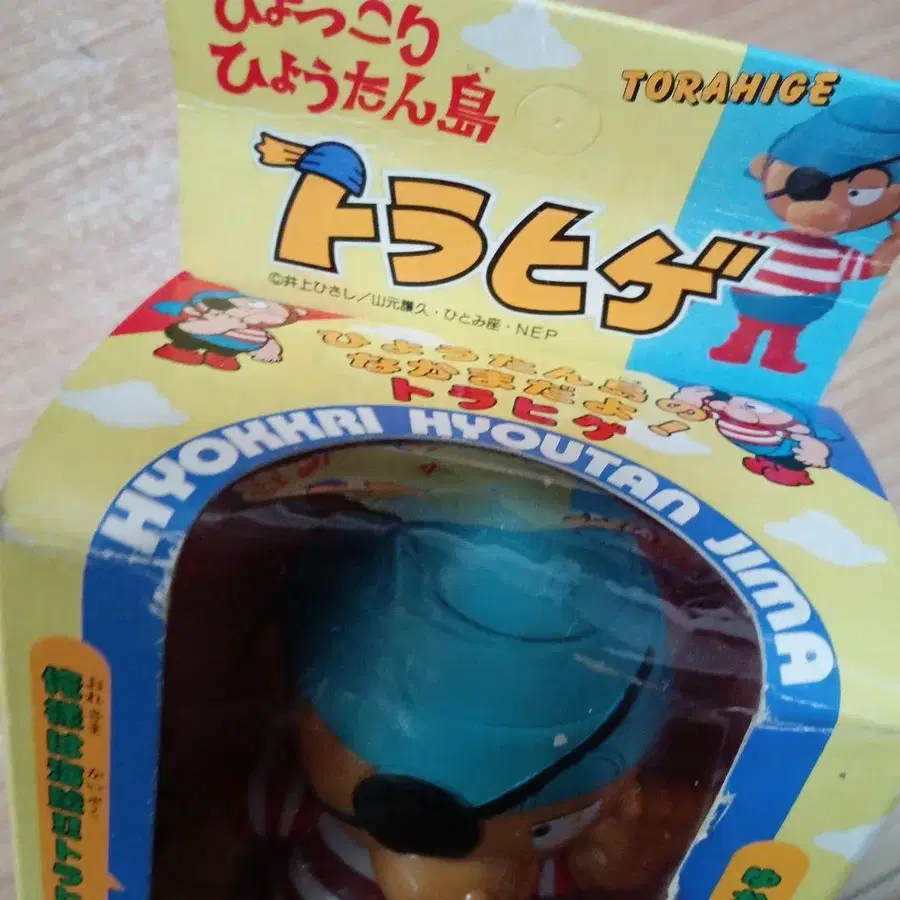 ひょっこり
ひょうたん島
TORAHIGE
トラヒゲ
©井上ひさし/山元護久・ひとみ座・NEP
ひょうたん島の
なかまだよ!
トラヒゲ
HYOKKRI HYOUTAN JIMA